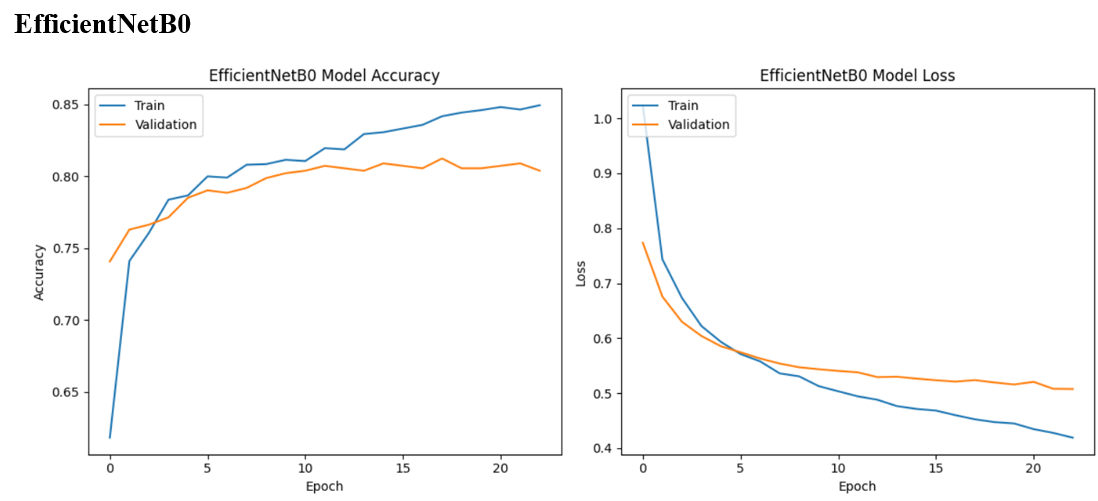 EfficientNetB0
EfficientNetB0 Model Accuracy
Train
Validation
0.85
0.80
0.75
0.70
0.65
Accuracy
0 5 10 15 20
Epoch
EfficientNetB0 Model Loss
Train
Validation
1.0
0.9
0.8
0.7
0.6
0.5
0.4
Loss
0 5 10 15 20
Epoch